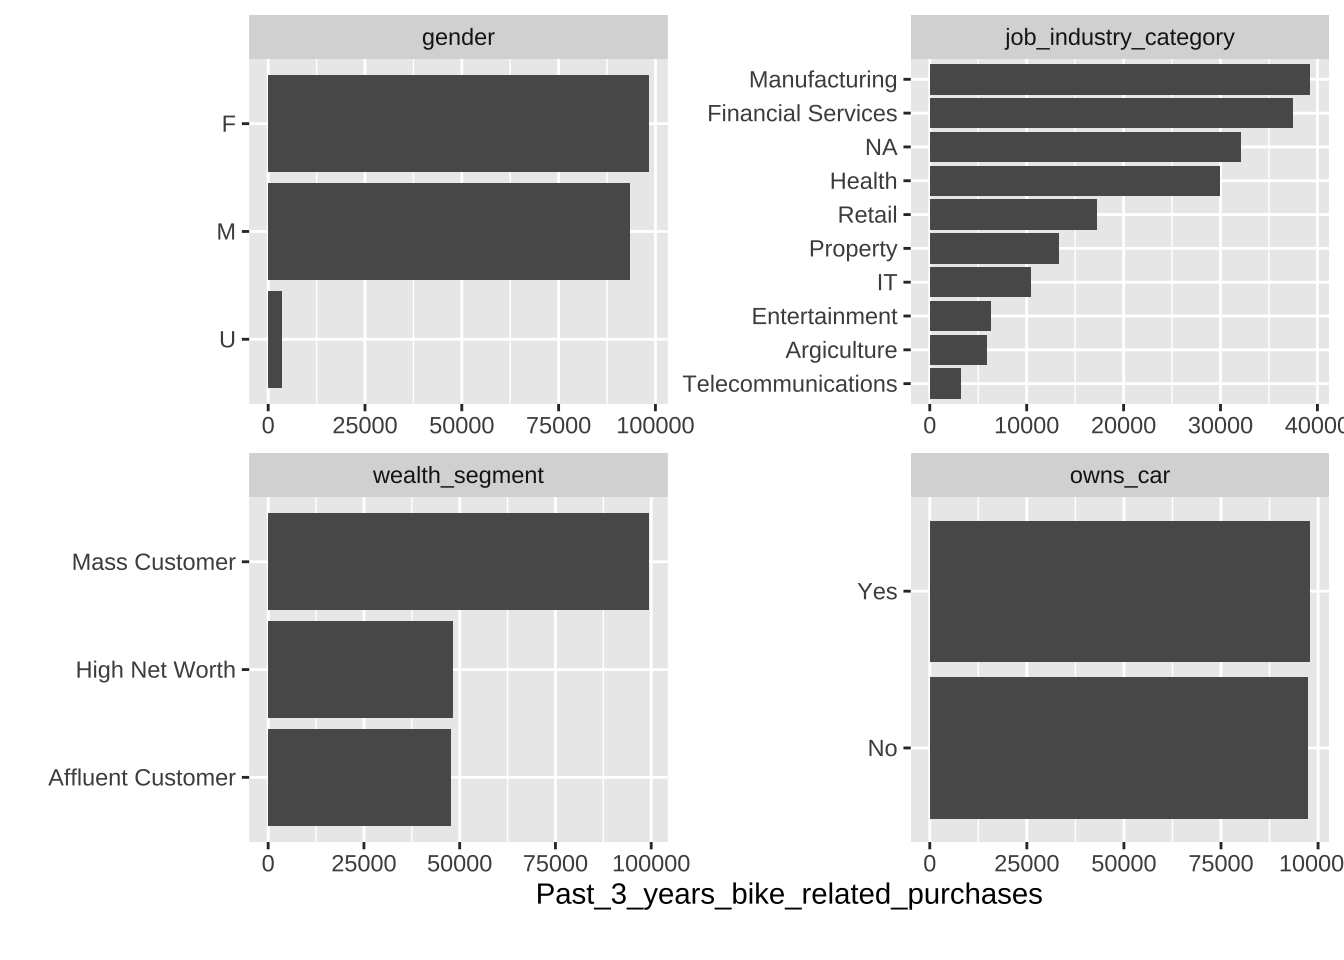 gender
F
M
U
0 25000 50000 75000 100000
job_industry_category
Manufacturing
Financial Services
NA
Health
Retail
Property
IT
Entertainment
Argiculture
Telecommunications
0 10000 20000 30000 40000
wealth_segment
Mass Customer
High Net Worth
Affluent Customer
0 25000 50000 75000 100000
owns_car
Yes
No
0 25000 50000 75000 10000
Past_3_years_bike_related_purchases